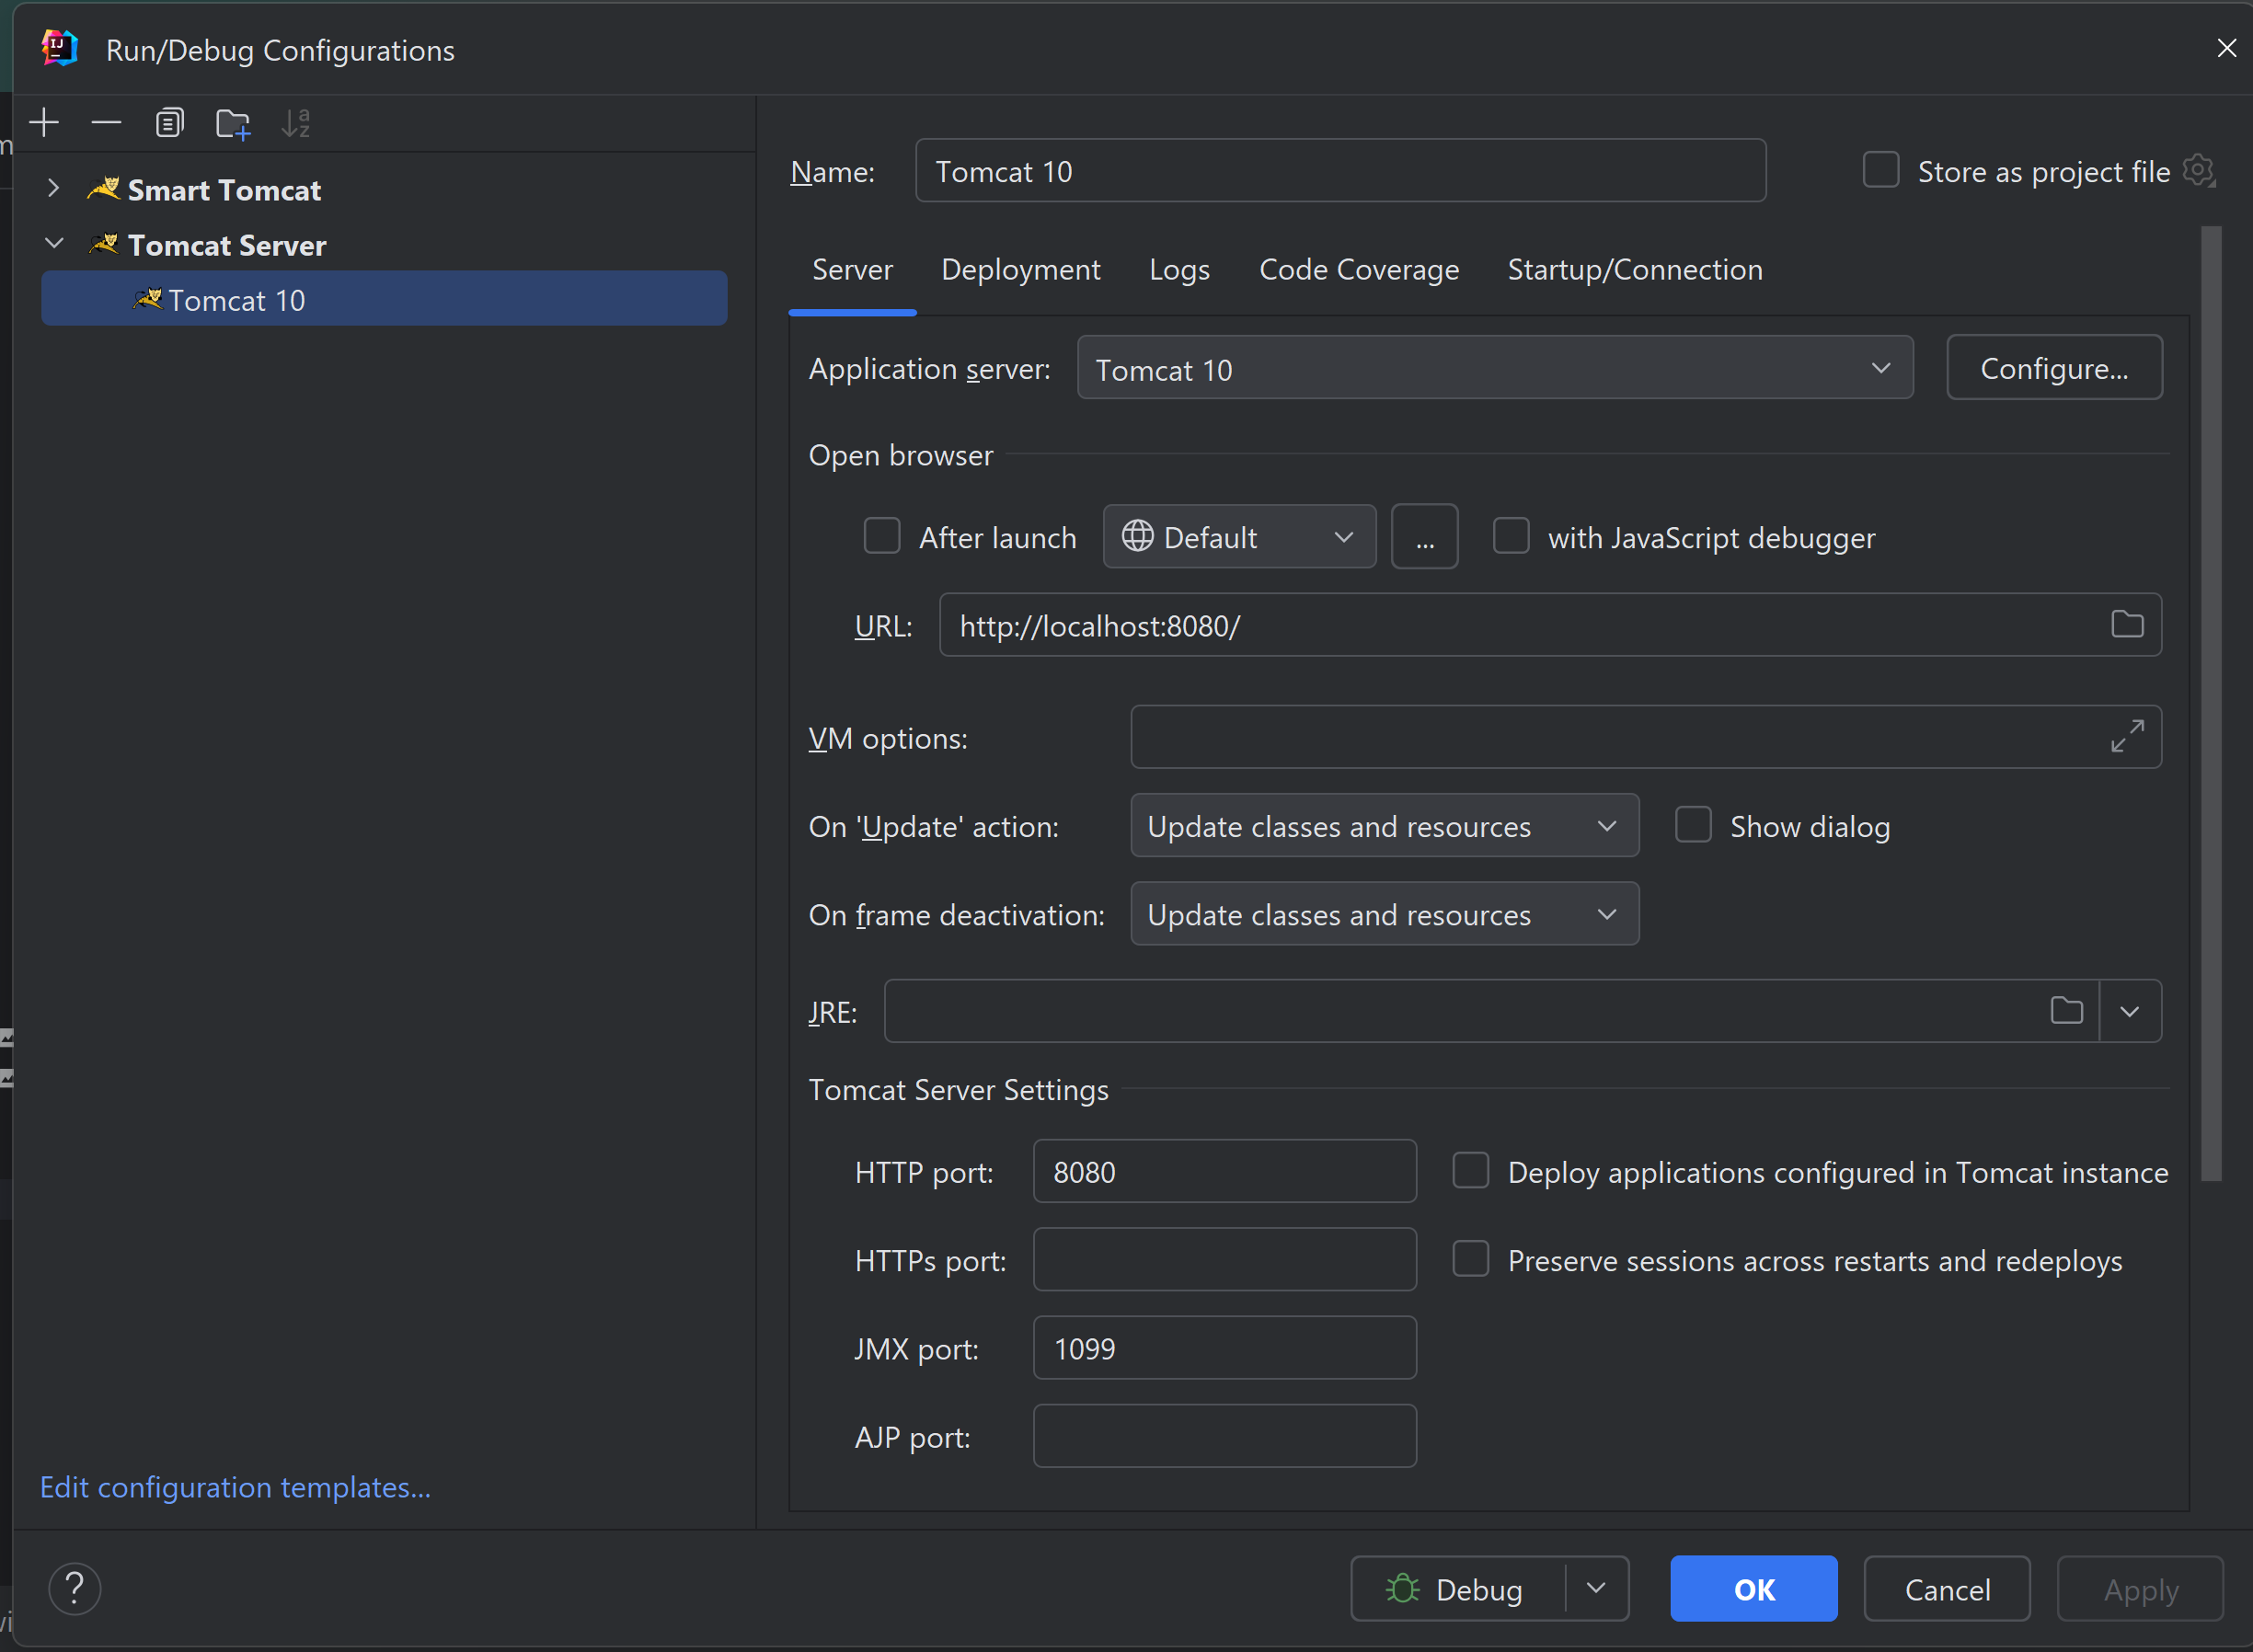 Run/Debug Configurations
Smart Tomcat
Tomcat Server
Tomcat 10
Edit configuration templates...
Name: Tomcat 10 Store as project file
Server Deployment Logs Code Coverage Startup/Connection
Application server: Tomcat 10 Configure...
Open browser
After launch Default ... with JavaScript debugger
URL: http://localhost:8080/
VM options:
On 'Update' action: Update classes and resources Show dialog
On frame deactivation: Update classes and resources
JRE:
Tomcat Server Settings
HTTP port: 8080 Deploy applications configured in Tomcat instance
HTTPs port: Preserve sessions across restarts and redeploys
JMX port: 1099
AJP port:
? Debug OK Cancel Apply